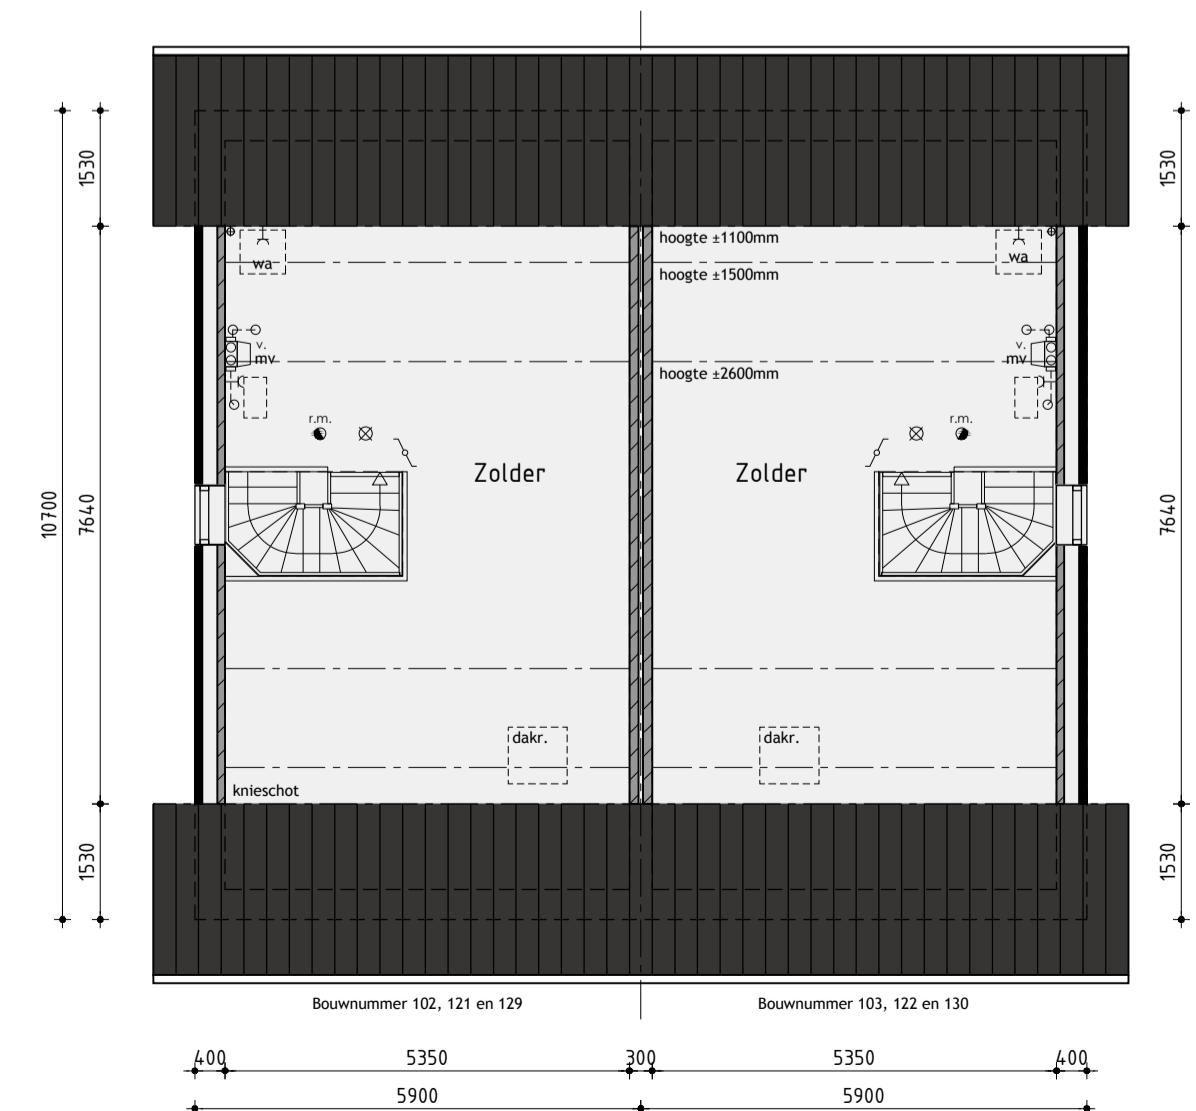 1530
1530
hoogte ±1100mm
wa
wa
hoogte ±1500mm
v.
mv
v.
mv
hoogte ±2600mm
r.m.
r.m.
Zolder
Zolder
10700
7640
7640
dakr.
dakr.
knieschot
1530
1530
Bouwnummer 102, 121 en 129
Bouwnummer 103, 122 en 130
400
5350
300
5350
400
5900
5900